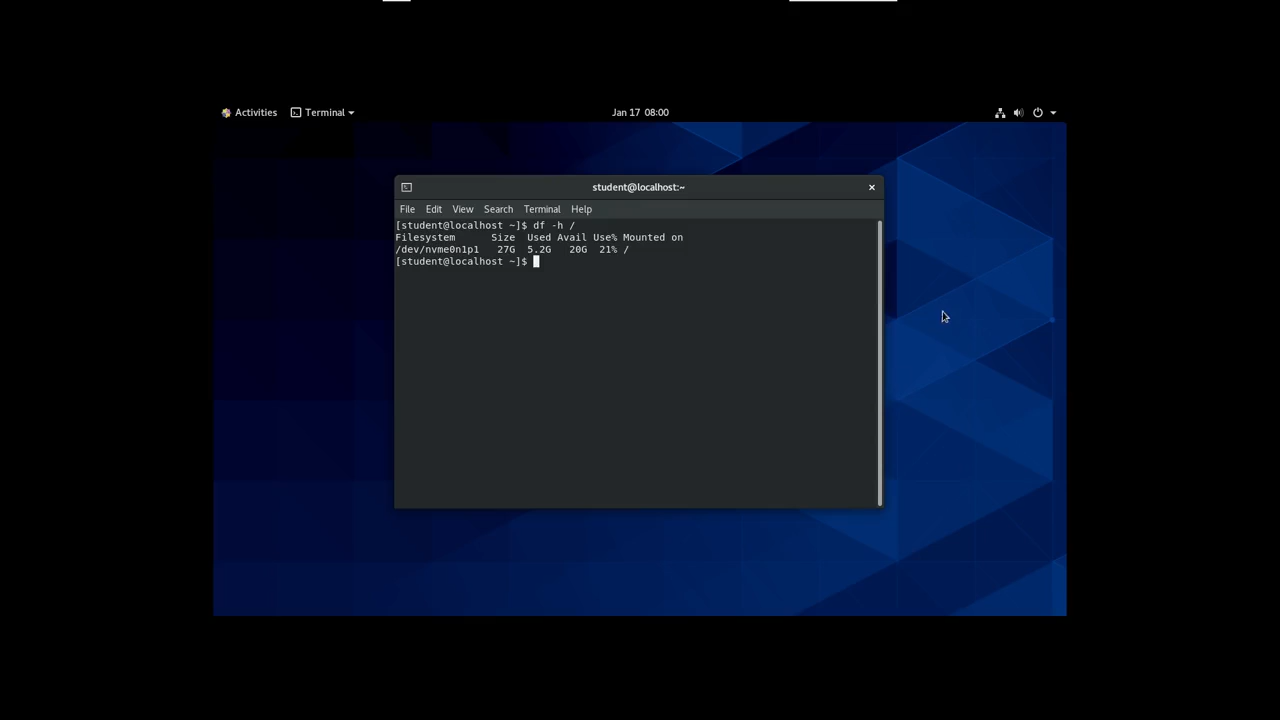 Activities Terminal Jan 17 08:00
student@localhost:~
File Edit View Search Terminal Help
[student@localhost ~]$ df -h /
Filesystem      Size  Used Avail Use% Mounted on
/dev/nvme0n1p1   27G  5.2G   20G  21% /
[student@localhost ~]$